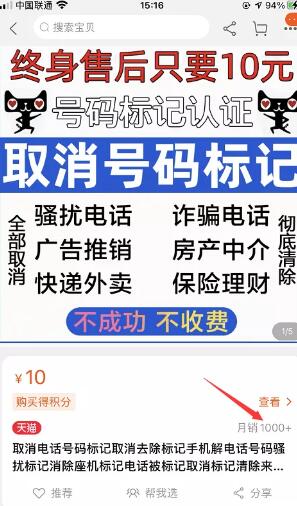 中国联通
15:16
94%
搜索宝贝
终身售后只要10元
号码标记认证
取消号码标记
全部取消
骚扰电话 诈骗电话
广告推销 房产中介
快递外卖 保险理财
彻底清除
不成功 不收费
1/5
¥10
购买得积分
查看 >
天猫
月销1000+
取消电话号码标记取消去除标记手机解电话号码骚
扰标记消除座机标记电话被标记取消标记清除来...
推荐 帮我选 分享